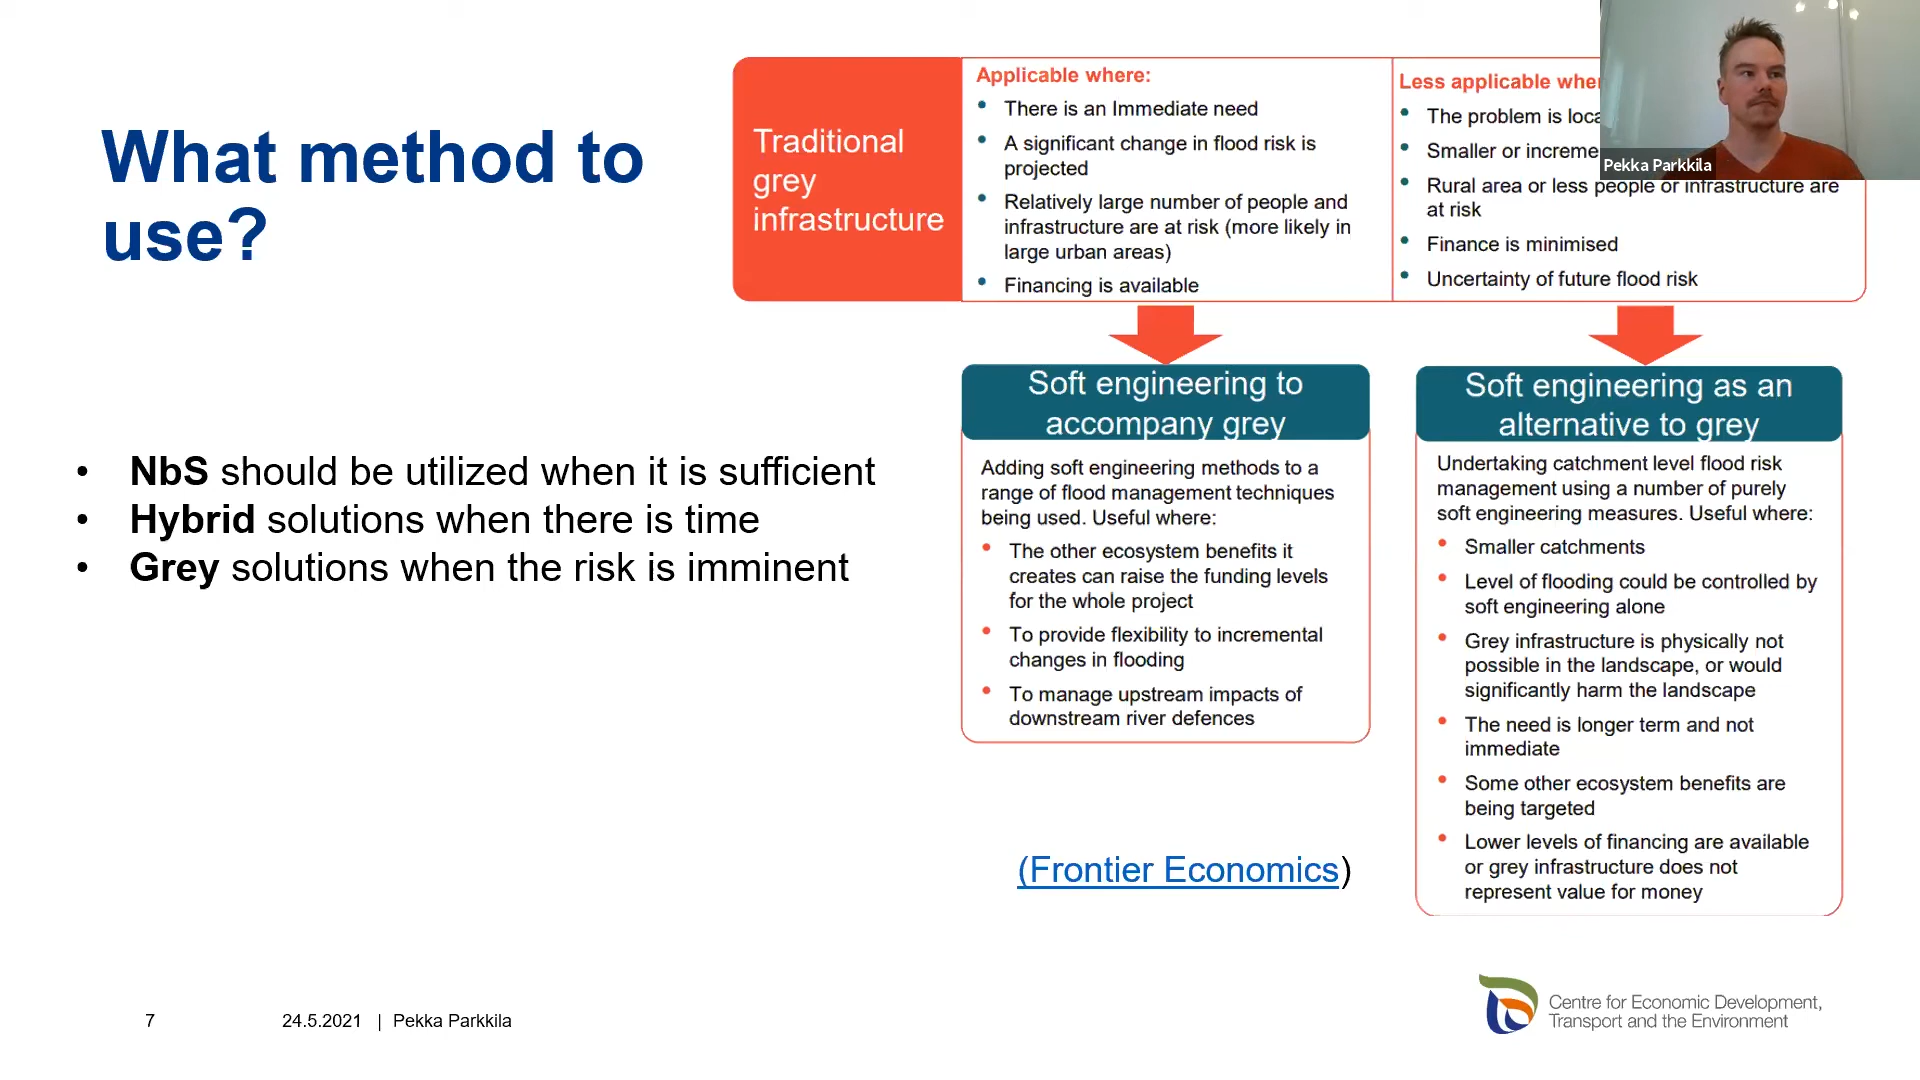 What method to
use?
• NbS should be utilized when it is sufficient
• Hybrid solutions when there is time
• Grey solutions when the risk is imminent
Traditional
grey
infrastructure
Applicable where:
• There is an Immediate need
• A significant change in flood risk is
projected
• Relatively large number of people and
infrastructure are at risk (more likely in
large urban areas)
• Financing is available
Less applicable
• The problem is
• Smaller or
• Rural area or less people or infrastructure are
at risk
• Finance is minimised
• Uncertainty of future flood risk
Pekka Parkkila
Soft engineering to
accompany grey
Adding soft engineering methods to a
range of flood management techniques
being used. Useful where:
• The other ecosystem benefits it
creates can raise the funding levels
for the whole project
• To provide flexibility to incremental
changes in flooding
• To manage upstream impacts of
downstream river defences
Soft engineering as an
alternative to grey
Undertaking catchment level flood risk
management using a number of purely
soft engineering measures. Useful where:
• Smaller catchments
• Level of flooding could be controlled by
soft engineering alone
• Grey infrastructure is physically not
possible in the landscape, or would
significantly harm the landscape
• The need is longer term and not
immediate
• Some other ecosystem benefits are
being targeted
• Lower levels of financing are available
or grey infrastructure does not
represent value for money
(Frontier Economics)
7
24.5.2021 | Pekka Parkkila
Centre for Economic Development,
Transport and the Environment